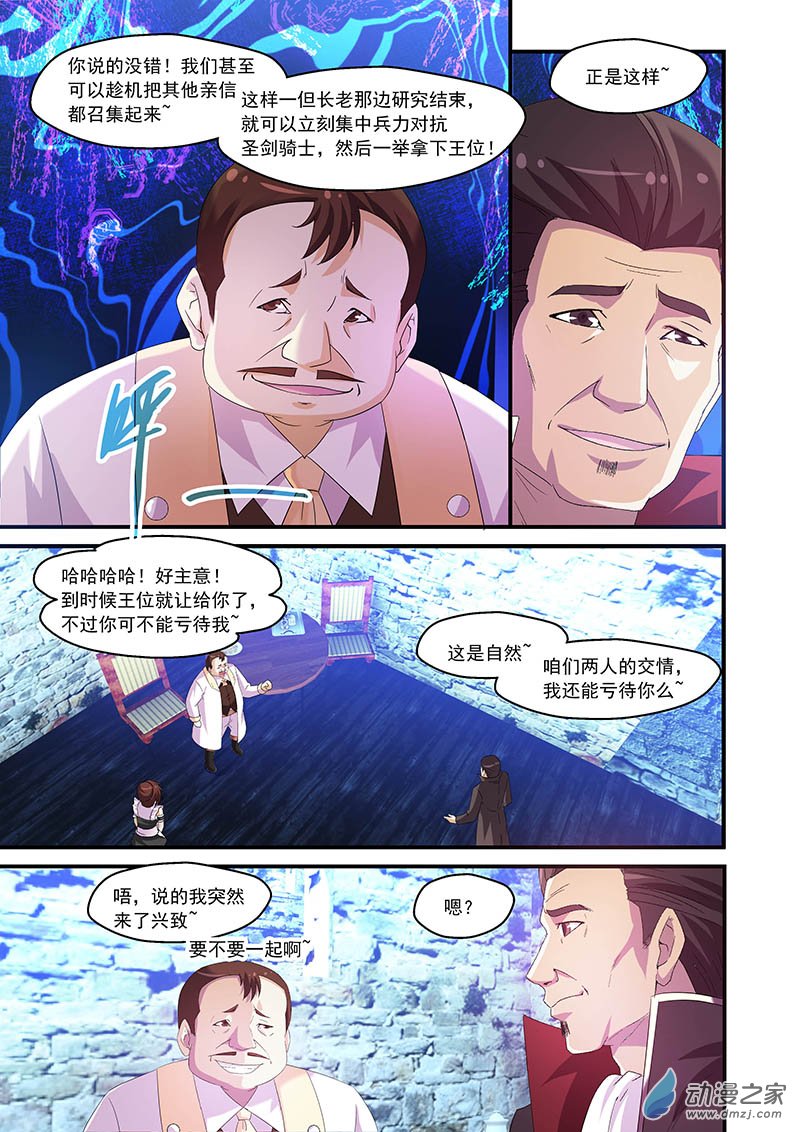 你说的没错！我们甚至
可以趁机把其他亲信
都召集起来~
这样一但长老那边研究结束，
就可以立刻集中兵力对抗
圣剑骑士，然后一举拿下王位！
正是这样~
呯
哈哈哈哈！好主意！
到时候王位就让给你了，
不过你可不能亏待我~
这是自然~
咱们两人的交情，
我还能亏待你么~
唔，说的我突然
来了兴致~
要不要一起啊~
嗯？
动漫之家
www.dmzj.com